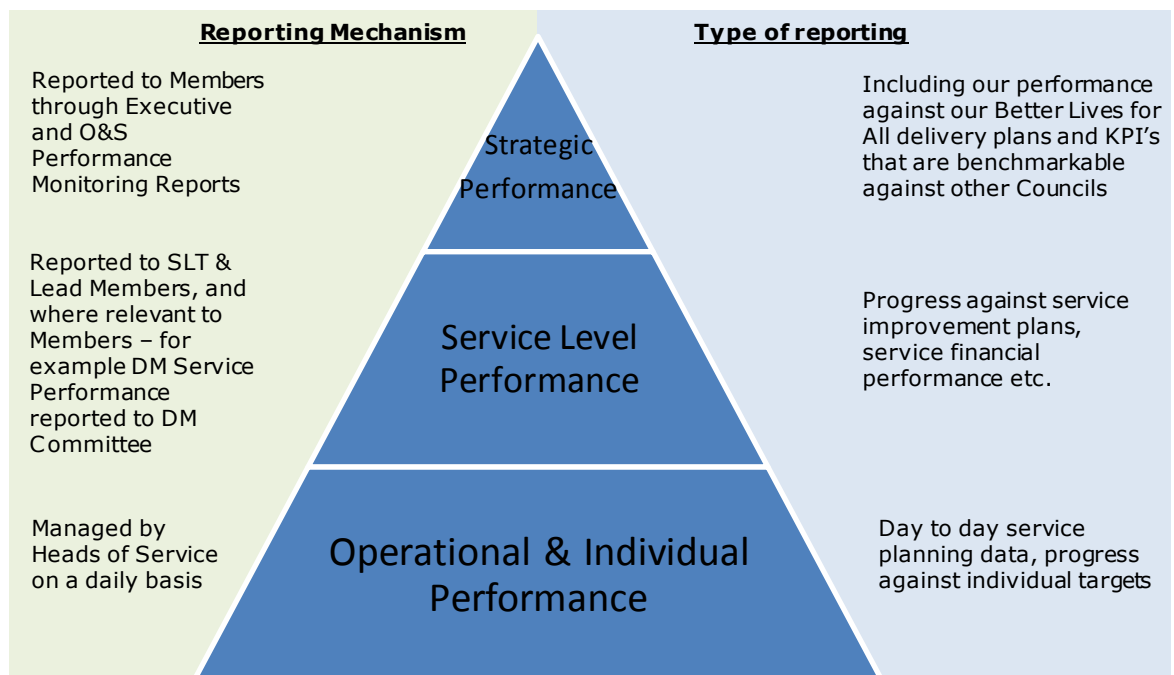 Reporting Mechanism
Type of reporting
Reported to Members
through Executive
and O&S
Performance
Monitoring Reports
Strategic
Performance
Including our performance
against our Better Lives for
All delivery plans and KPI's
that are benchmarkable
against other Councils
Reported to SLT &
Lead Members, and
where relevant to
Members – for
example DM Service
Performance
reported to DM
Committee
Service Level
Performance
Progress against service
improvement plans,
service financial
performance etc.
Managed by
Heads of Service
on a daily basis
Operational & Individual
Performance
Day to day service
planning data, progress
against individual targets